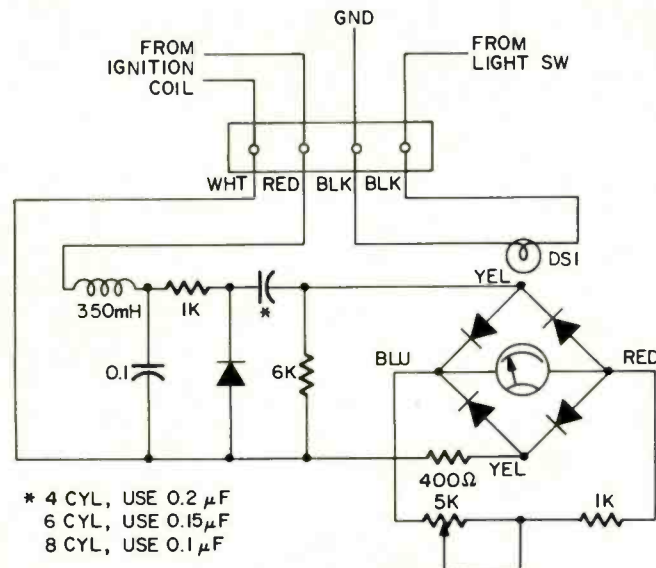 GND
FROM
IGNITION
COIL
FROM
LIGHT SW
WHT RED BLK BLK
DS1
YEL
350mH
1K
*
0.1
6K
BLU
RED
YEL
400Ω
5K
1K
* 4 CYL, USE 0.2 μF
6 CYL, USE 0.15μF
8 CYL, USE 0.1 μF